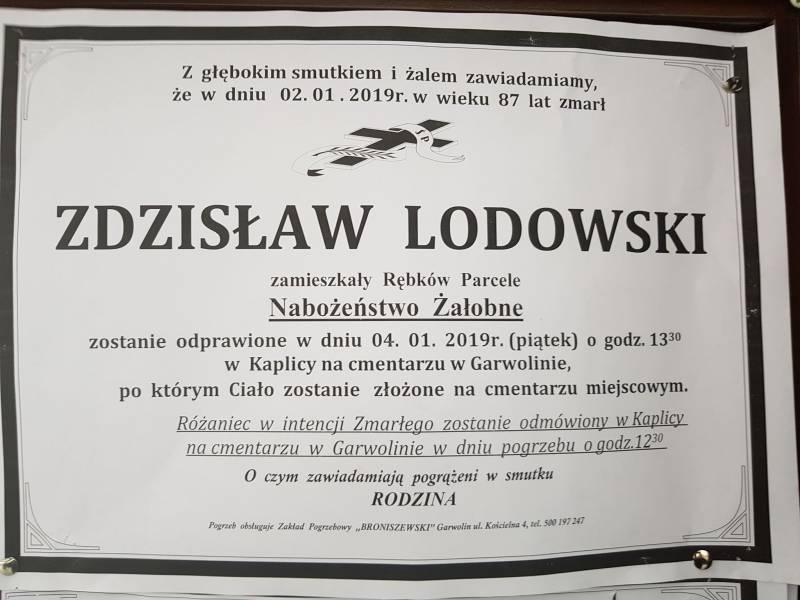 Z głębokim smutkiem i żalem zawiadamiamy,
że w dniu 02. 01 . 2019r. w wieku 87 lat zmarł
ŚP
ZDZISŁAW LODOWSKI
zamieszkały Rębków Parcele
Nabożeństwo Żałobne
zostanie odprawione w dniu 04. 01. 2019r. (piątek) o godz. 13³⁰
w Kaplicy na cmentarzu w Garwolinie,
po którym Ciało zostanie złożone na cmentarzu miejscowym.
Różaniec w intencji Zmarłego zostanie odmówiony w Kaplicy
na cmentarzu w Garwolinie w dniu pogrzebu o godz.12³⁰
O czym zawiadamiają pogrążeni w smutku
RODZINA
Pogrzeb obsługuje Zakład Pogrzebowy „BRONISZEWSKI" Garwolin ul. Kościelna 4, tel. 500 197 247